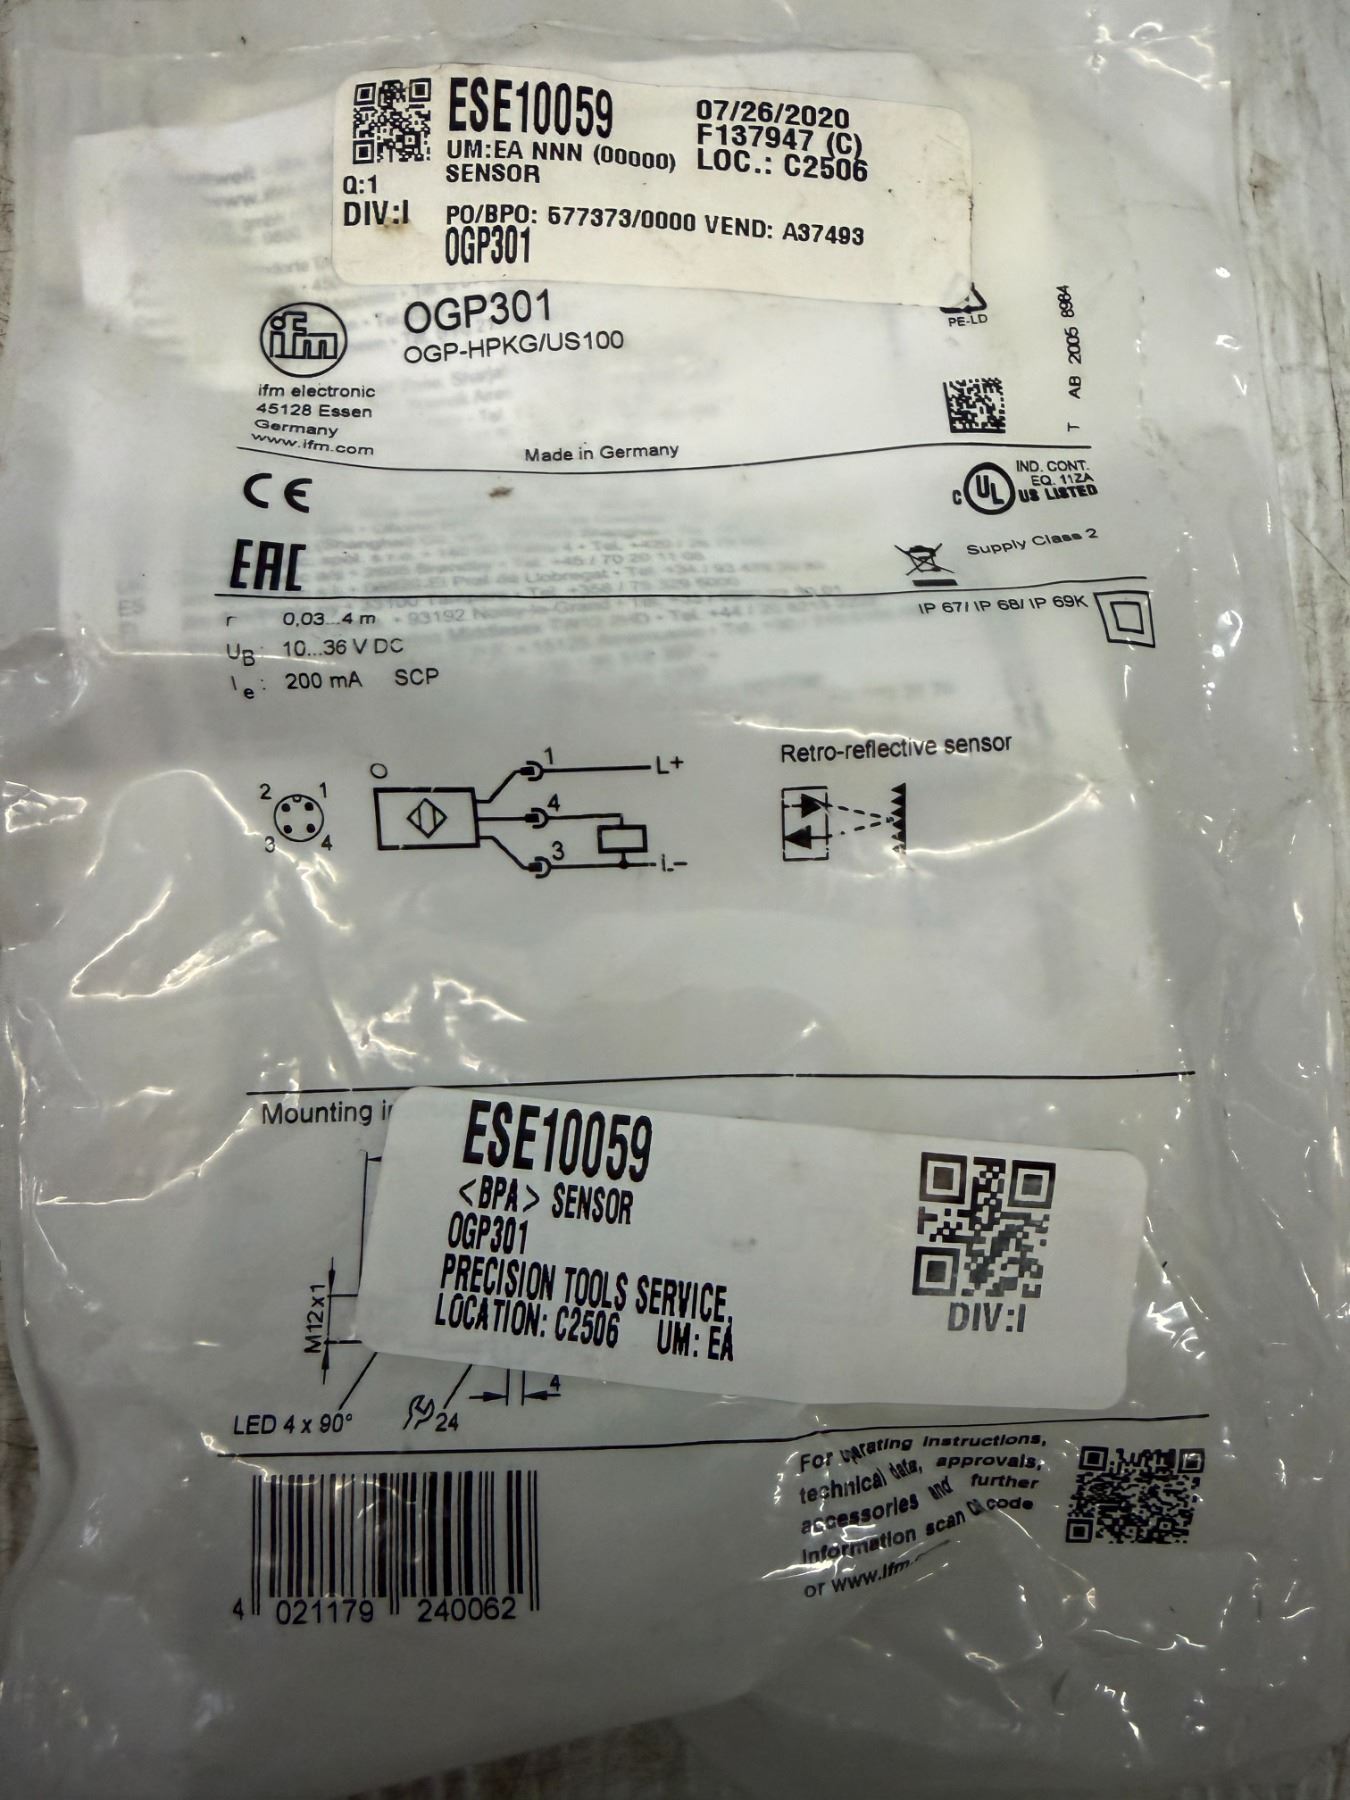 ESE10059
07/26/2020
F137947 (C)
UM:EA NNN (00000) LOC.: C2506
SENSOR
Q:1
DIV:I
PO/BPO: 577373/0000 VEND: A37493
OGP301
ifm
OGP301
OGP-HPKG/US100
PE-LD
T AB 2005 8984
ifm electronic
45128 Essen
Germany
www.ifm.com
Made in Germany
CE
C UL US LISTED
IND. CONT.
EQ. 11ZA
EAC
Supply Class 2
IP 67/ IP 68/ IP 69K
r 0,03...4 m
UB: 10...36 V DC
Ie: 200 mA SCP
Retro-reflective sensor
2 1
3 4
O
1 L+
4
3 L-
Mounting
ESE10059
<BPA> SENSOR
OGP301
PRECISION TOOLS SERVICE,
LOCATION: C2506 UM: EA
DIV:I
M12x1
4
LED 4 x 90°
24
For operating instructions,
technical data, approvals,
accessories and further
information scan QR code
or www.ifm.
4 021179 240062